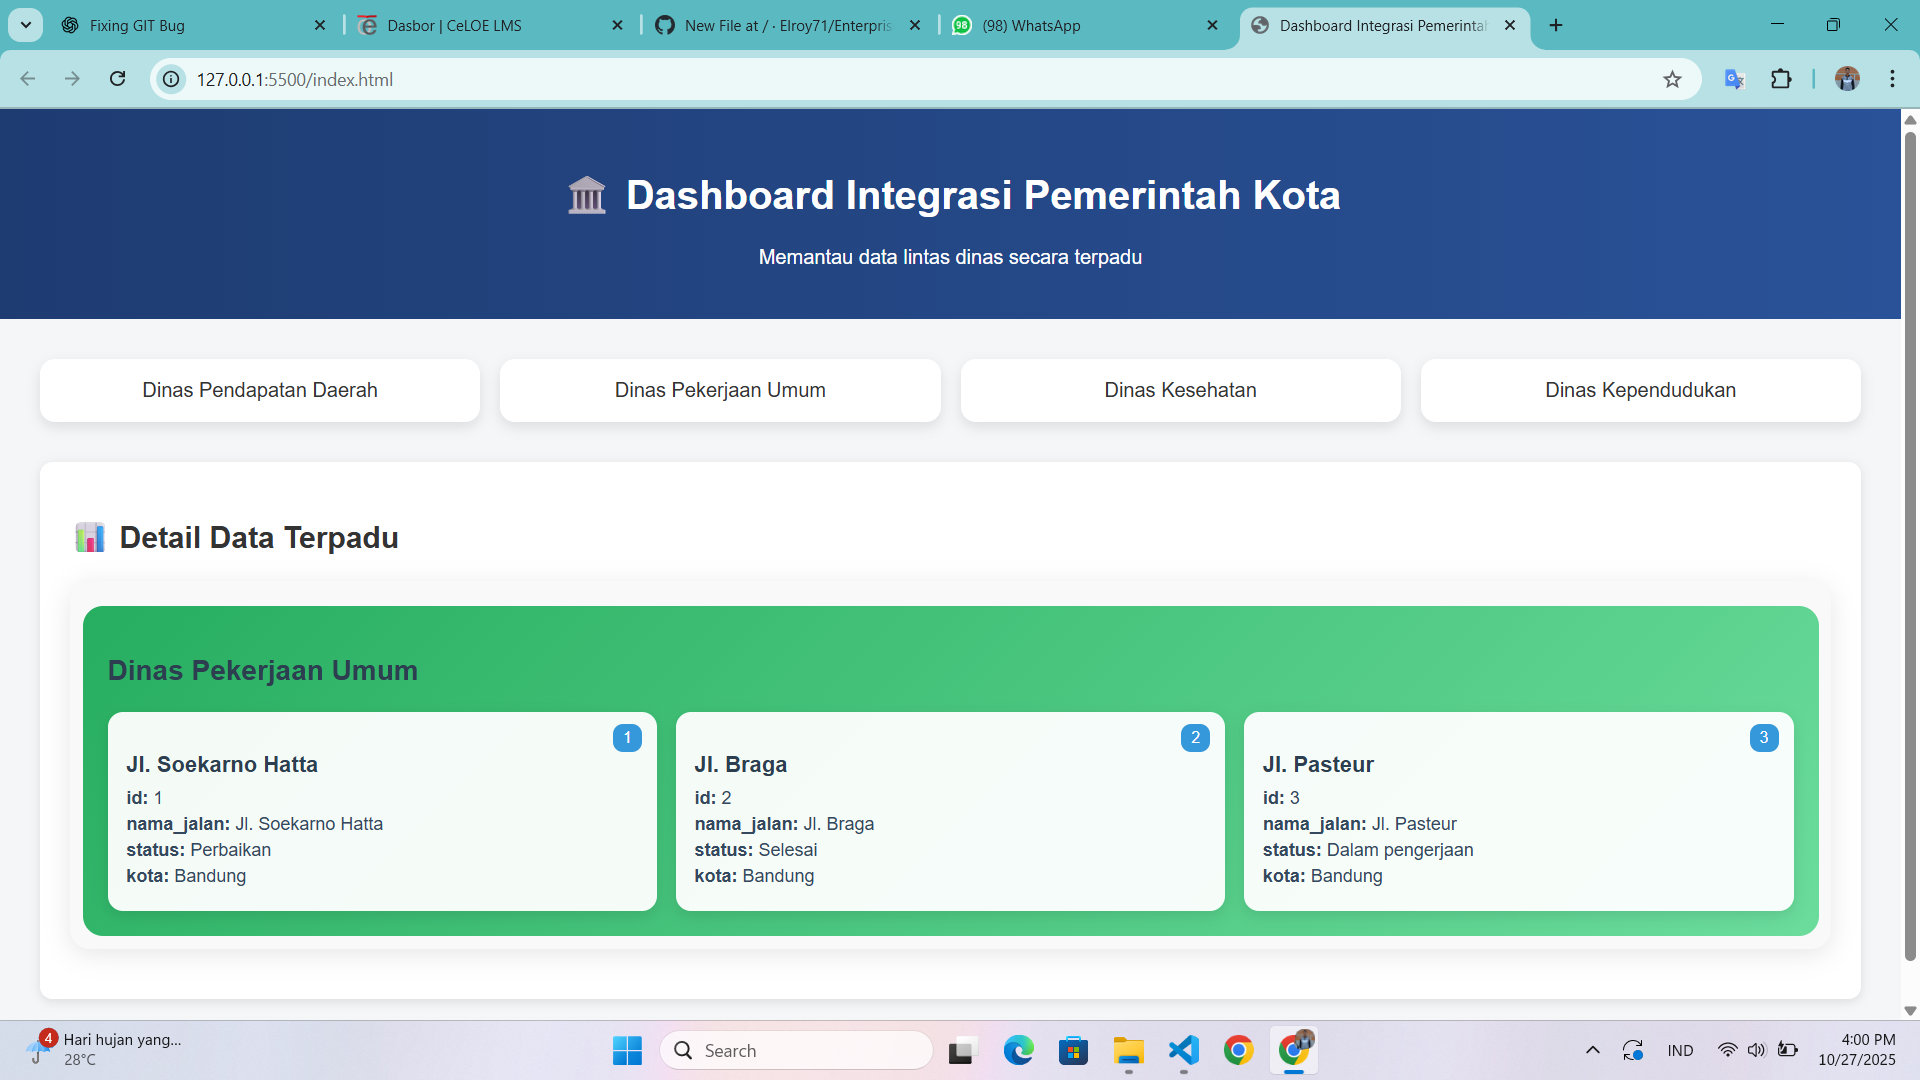 Fixing GIT Bug
Dasbor | CeLOE LMS
New File at / · Elroy71/Enterpris
98
(98) WhatsApp
Dashboard Integrasi Pemerintah
127.0.0.1:5500/index.html
Dashboard Integrasi Pemerintah Kota
Memantau data lintas dinas secara terpadu
Dinas Pendapatan Daerah
Dinas Pekerjaan Umum
Dinas Kesehatan
Dinas Kependudukan
Detail Data Terpadu
Dinas Pekerjaan Umum
1
Jl. Soekarno Hatta
id: 1
nama_jalan: Jl. Soekarno Hatta
status: Perbaikan
kota: Bandung
2
Jl. Braga
id: 2
nama_jalan: Jl. Braga
status: Selesai
kota: Bandung
3
Jl. Pasteur
id: 3
nama_jalan: Jl. Pasteur
status: Dalam pengerjaan
kota: Bandung
4
Hari hujan yang...
28°C
Search
IND
4:00 PM
10/27/2025